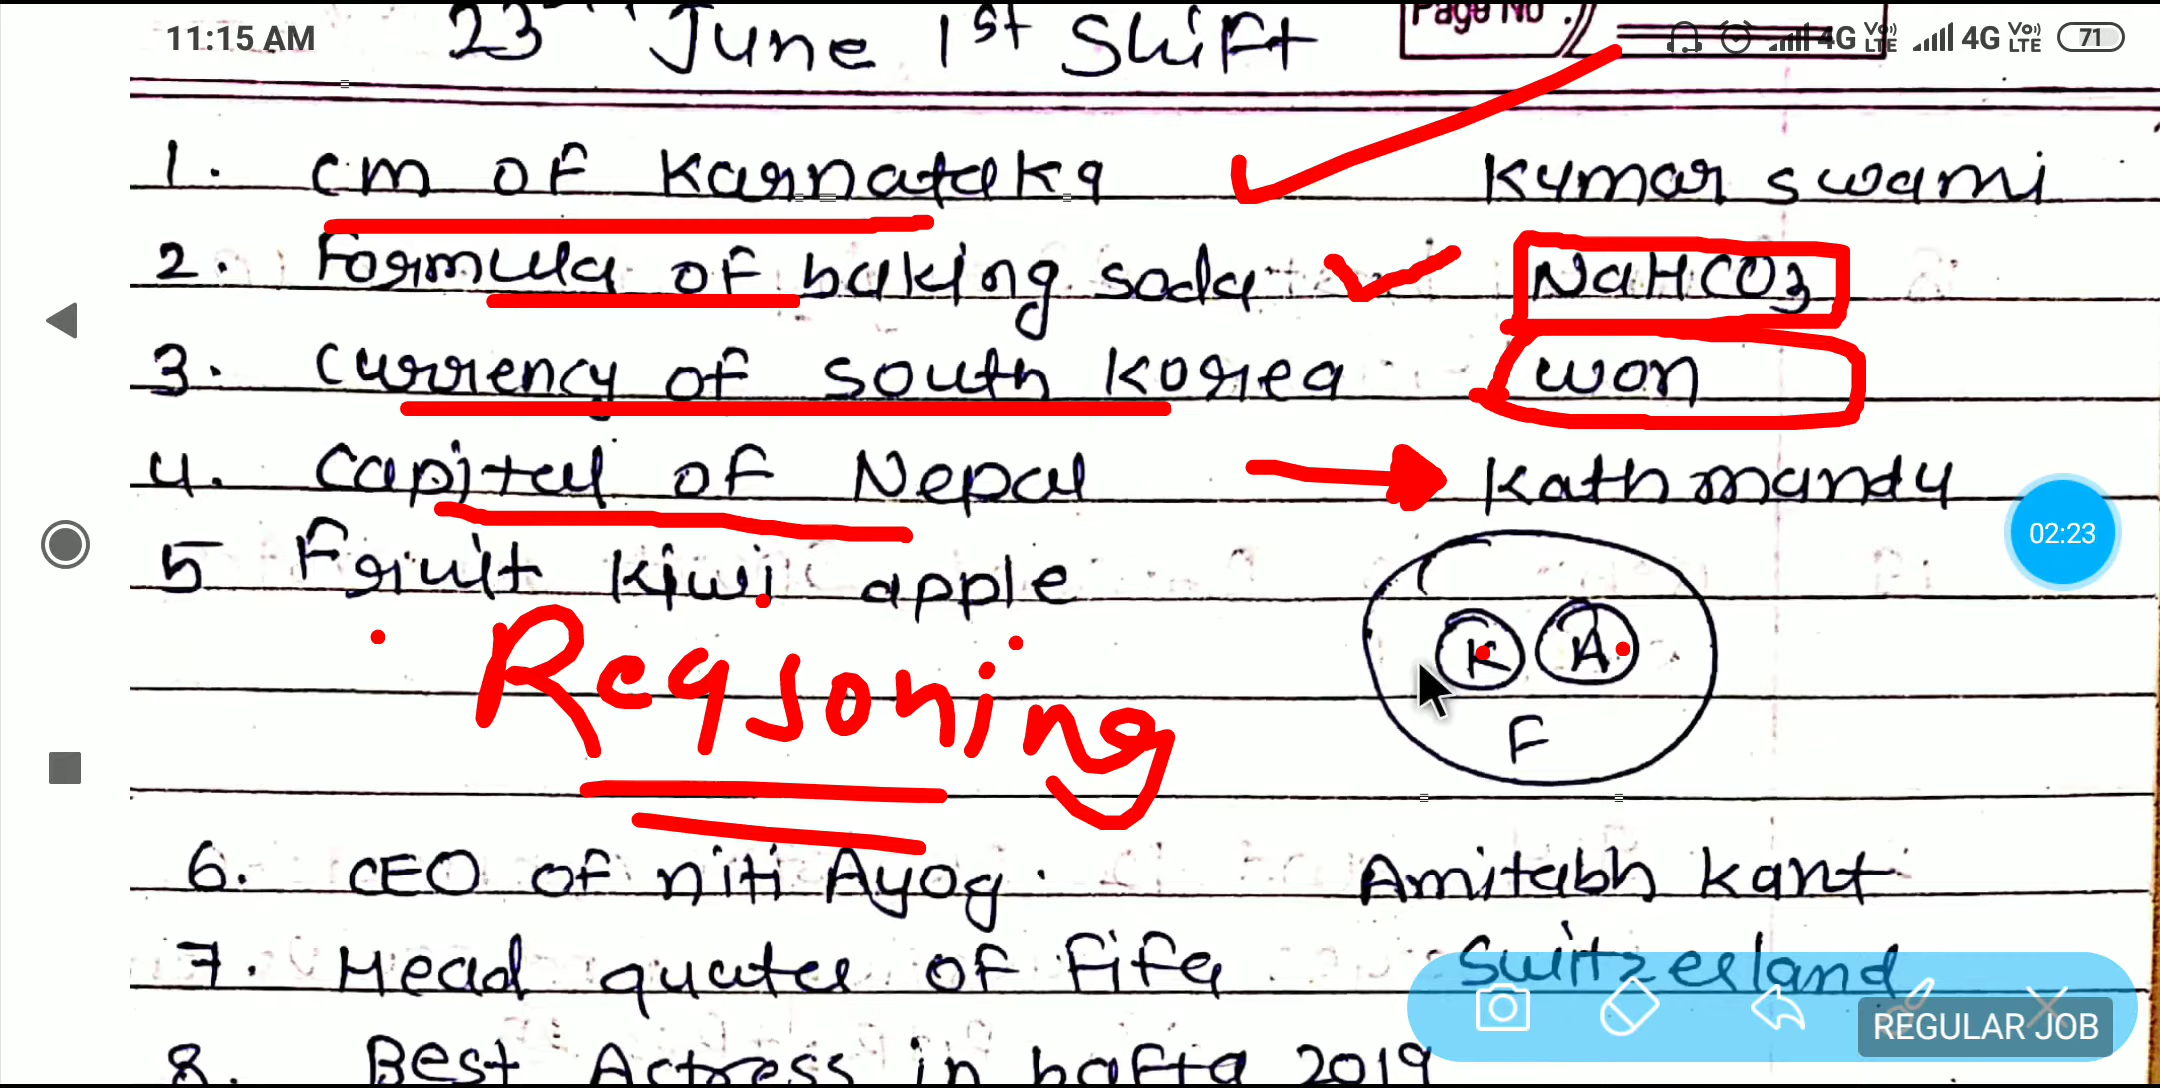 11:15 AM 23 June 1st Shift Page No. 4G VoLTE 4G VoLTE 71
1. CM OF Karnataka Kumar swami
2. Formula of baking soda NaHCO3
3. Currency of south Korea won
4. Capital of Nepal Kathmandu
02:23
5 Fruit kiwi apple
K A
Reasoning
F
6. CEO OF niti Ayog. Amitabh Kant
7. Head quater OF Fifa Switzerland
REGULAR JOB
8. Best Actress in bafta 2019